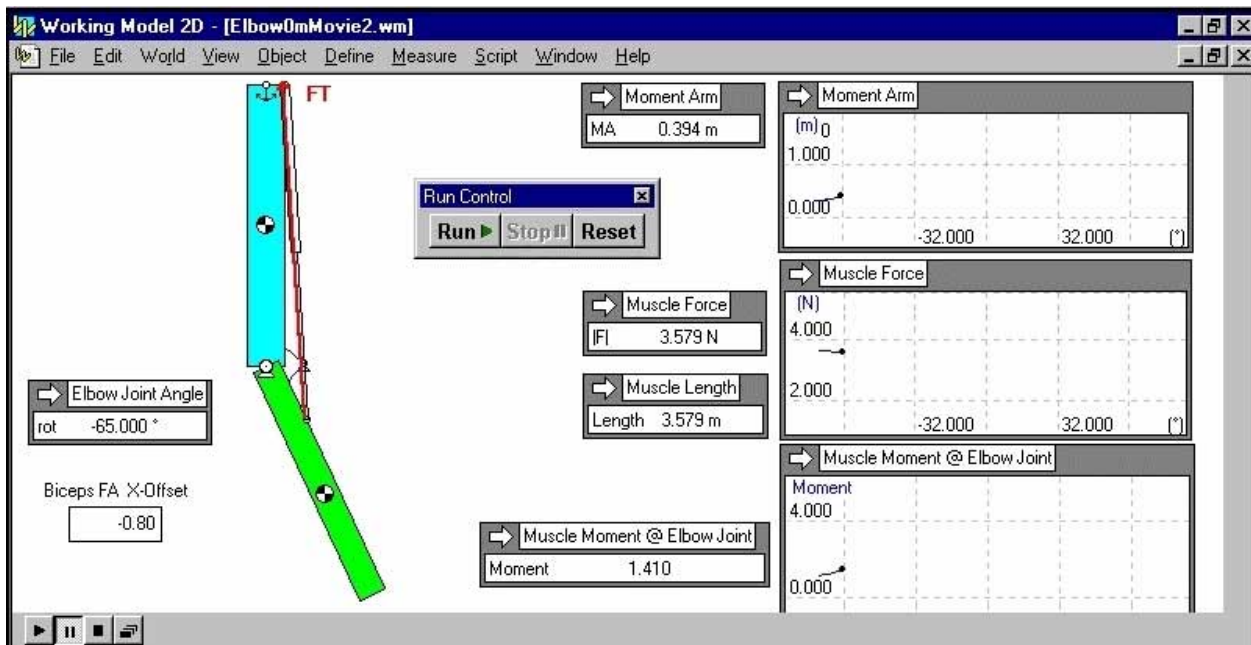 Working Model 2D - [Elbow0mMovie2.wm]
File Edit World View Object Define Measure Script Window Help
FT
Moment Arm
MA 0.394 m
Moment Arm
(m) 0
1.000
0.000
-32.000 32.000 (°)
Run Control
Run Stop Reset
Muscle Force
|F| 3.579 N
Muscle Force
(N)
4.000
2.000
-32.000 32.000 (°)
Muscle Length
Length 3.579 m
Elbow Joint Angle
rot -65.000 °
Biceps FA X-Offset
-0.80
Muscle Moment @ Elbow Joint
Moment 1.410
Muscle Moment @ Elbow Joint
Moment
4.000
0.000